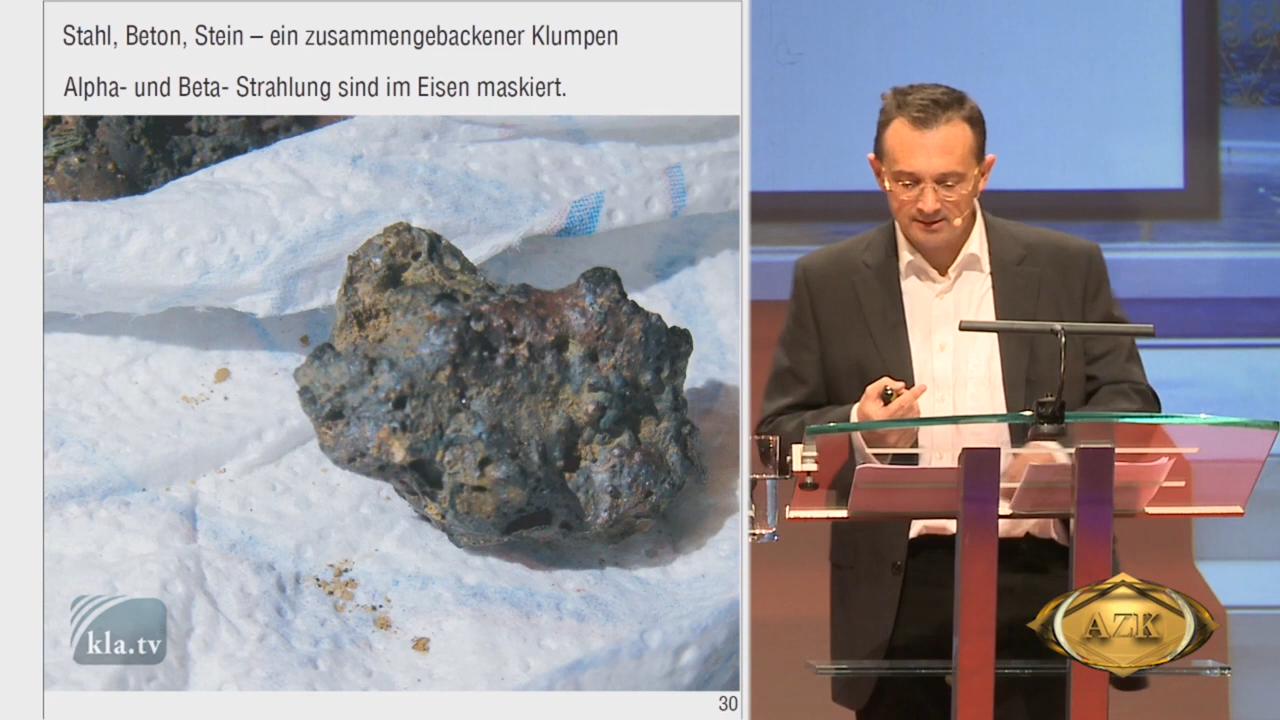 Stahl, Beton, Stein – ein zusammengebackener Klumpen
Alpha- und Beta- Strahlung sind im Eisen maskiert.
kla.tv
30
AZK